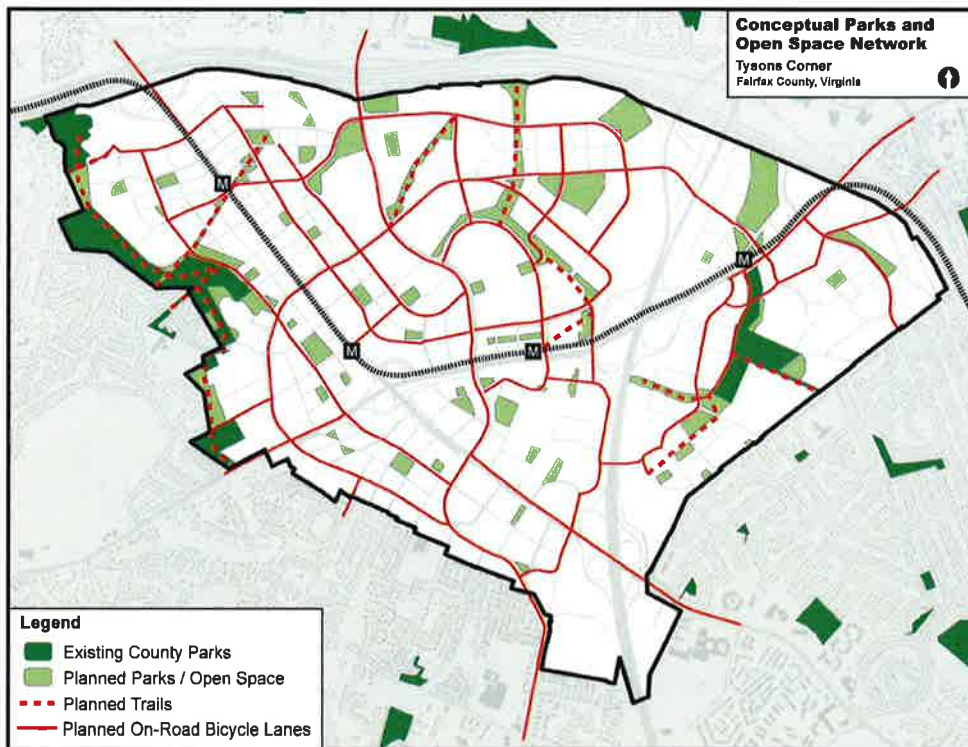 Conceptual Parks and
Open Space Network
Tysons Corner
Fairfax County, Virginia
M
M
M
M
Legend
Existing County Parks
Planned Parks / Open Space
Planned Trails
Planned On-Road Bicycle Lanes